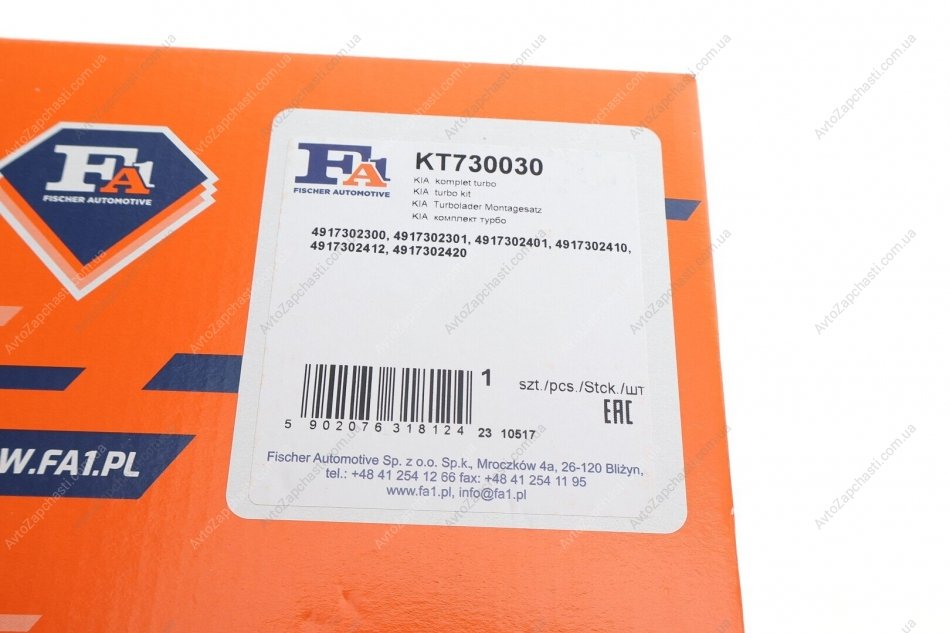 FA1
FISCHER AUTOMOTIVE
W.FA1.PL
FA1
FISCHER AUTOMOTIVE
KT730030
KIA komplet turbo
KIA turbo kit
KIA Turbolader Montagesatz
KIA комплект турбо
4917302300, 4917302301, 4917302401, 4917302410,
4917302412, 4917302420
1
szt./pcs./Stck./шт
EAC
5 902076 318124
23 10517
Fischer Automotive Sp. z o.o. Sp.k., Mroczków 4a, 26-120 Bliżyn,
tel.: +48 41 254 12 66 fax: +48 41 254 11 95
www.fa1.pl, info@fa1.pl
AvtoZapchasti.com.ua